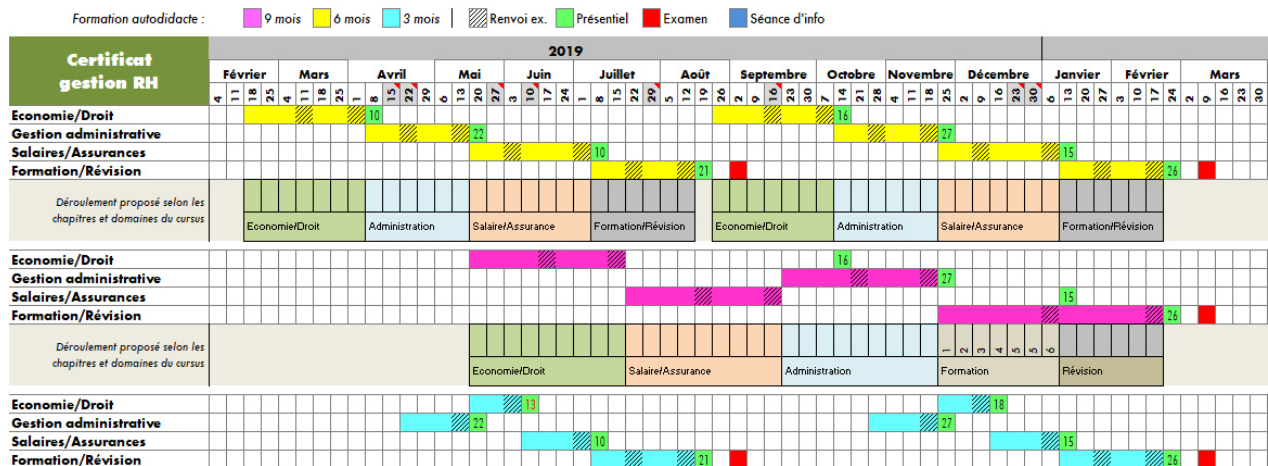 Formation autodidacte : 9 mois 6 mois 3 mois Renvoi ex. Présentiel Examen Séance d'info
Certificat
gestion RH
2019
Février Mars Avril Mai Juin Juillet Août Septembre Octobre Novembre Décembre Janvier Février Mars
4 11 18 25 4 11 18 25 1 8 15 22 29 6 13 20 27 3 10 17 24 1 8 15 22 29 5 12 19 26 2 9 16 23 30 7 14 21 28 4 11 18 25 2 9 16 23 30 6 13 20 27 3 10 17 24 2 9 16 23 30
Economie/Droit 10 16
Gestion administrative 22 27
Salaires/Assurances 10 15
Formation/Révision 21 26
Déroulement proposé selon les
chapitres et domaines du cursus
Economie/Droit Administration Salaire/Assurance Formation/Révision Economie/Droit Administration Salaire/Assurance Formation/Révision
Economie/Droit 16
Gestion administrative 27
Salaires/Assurances 15
Formation/Révision 26
Déroulement proposé selon les
chapitres et domaines du cursus
1 2 3 4 5 5 6
Economie/Droit Salaire/Assurance Administration Formation Révision
Economie/Droit 13 18
Gestion administrative 22 27
Salaires/Assurances 10 15
Formation/Révision 21 26